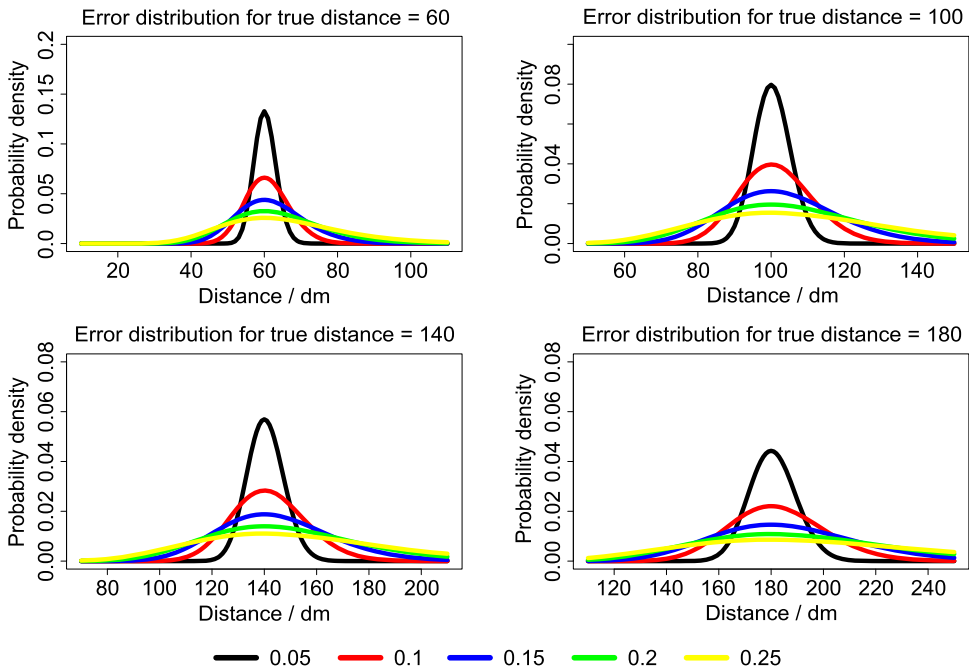 Error distribution for true distance = 60
Probability density
0.0 0.05 0.1 0.15 0.2
20 40 60 80 100
Distance / dm
Error distribution for true distance = 100
Probability density
0.00 0.04 0.08
60 80 100 120 140
Distance / dm
Error distribution for true distance = 140
Probability density
0.00 0.02 0.04 0.06 0.08
80 100 120 140 160 180 200
Distance / dm
Error distribution for true distance = 180
Probability density
0.00 0.02 0.04 0.06 0.08
120 140 160 180 200 220 240
Distance / dm
0.05 0.1 0.15 0.2 0.25